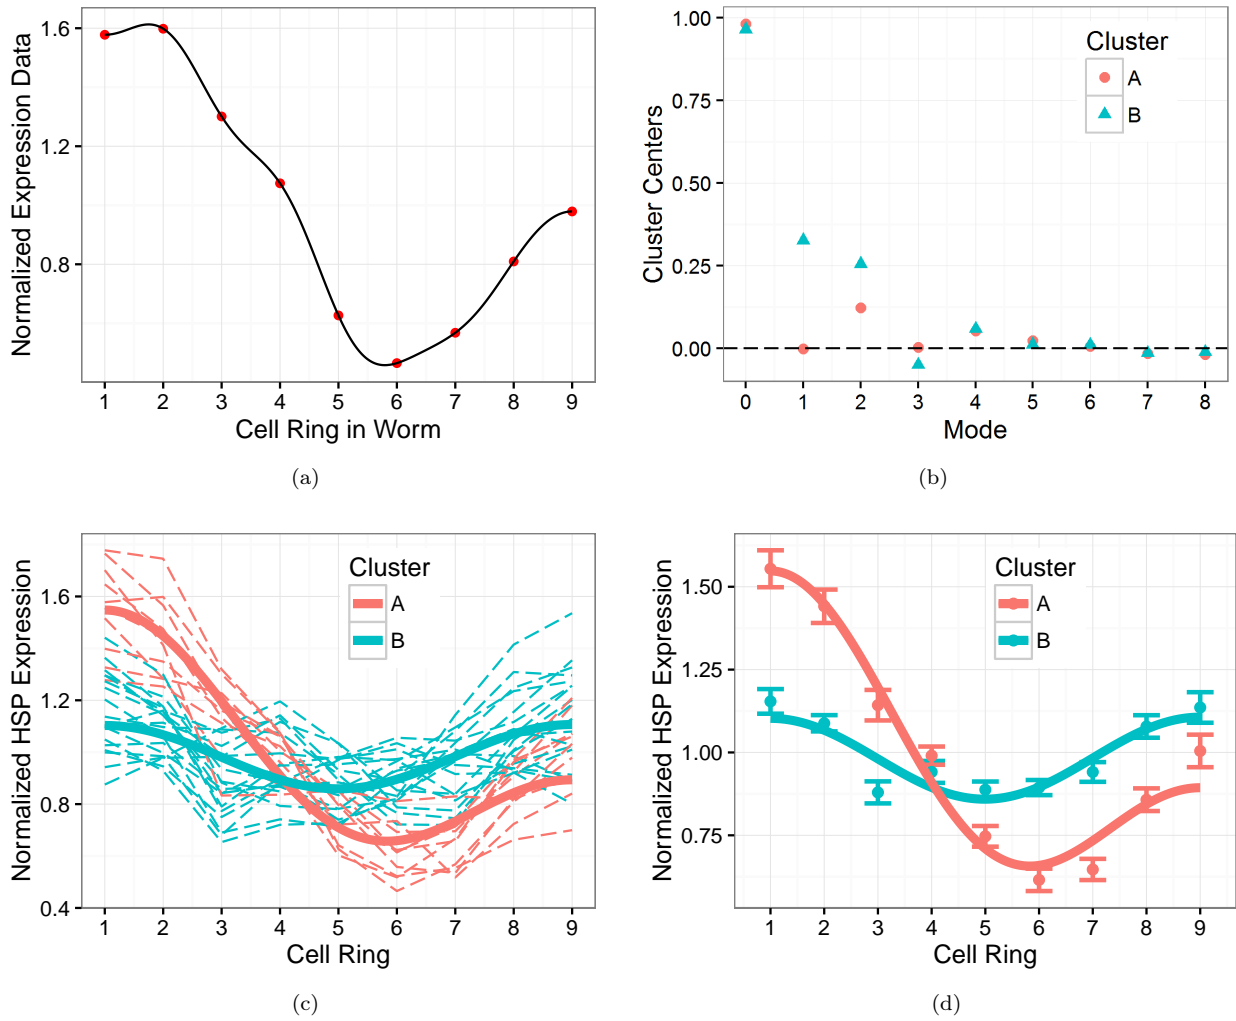 Normalized Expression Data
1.6
1.2
0.8
1 2 3 4 5 6 7 8 9
Cell Ring in Worm
(a)
Cluster Centers
1.00
0.75
0.50
0.25
0.00
Cluster
A
B
0 1 2 3 4 5 6 7 8
Mode
(b)
Normalized HSP Expression
1.6
1.2
0.8
0.4
Cluster
A
B
1 2 3 4 5 6 7 8 9
Cell Ring
(c)
Normalized HSP Expression
1.50
1.25
1.00
0.75
Cluster
A
B
1 2 3 4 5 6 7 8 9
Cell Ring
(d)